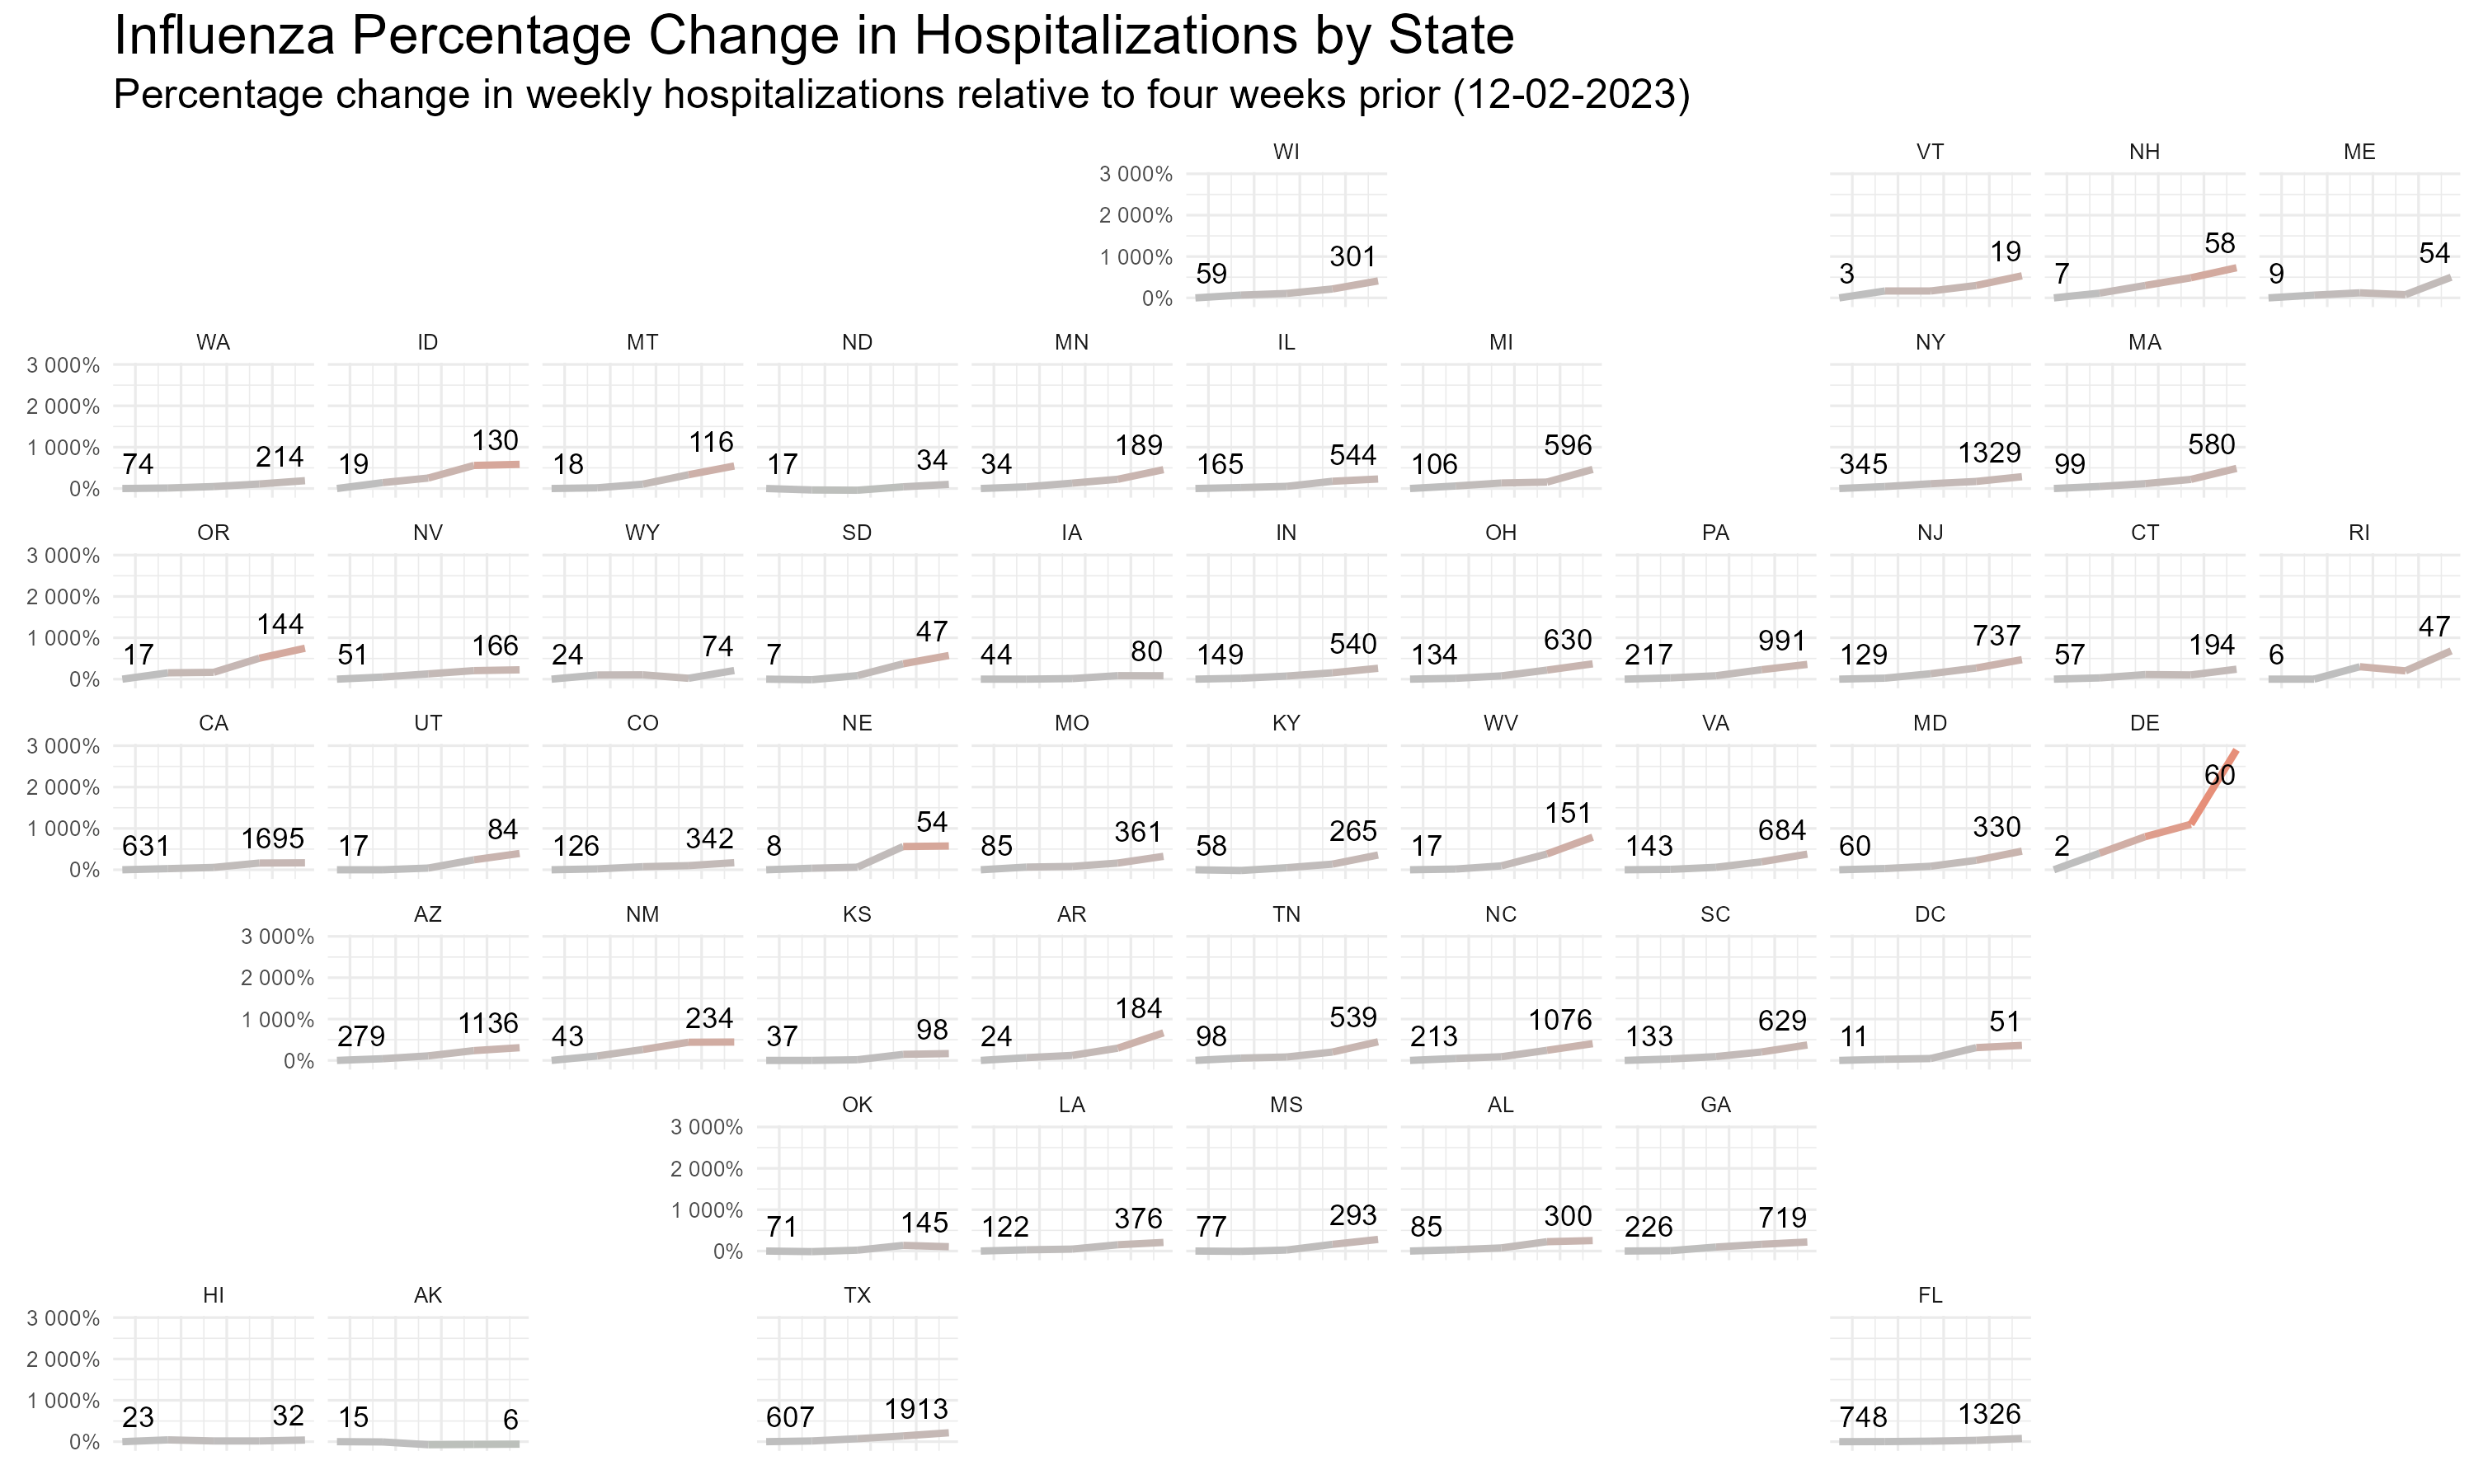 Influenza Percentage Change in Hospitalizations by State
Percentage change in weekly hospitalizations relative to four weeks prior (12-02-2023)
WI VT NH ME
3 000%
2 000%
1 000%
0%
59 301 3 19 7 58 9 54
WA ID MT ND MN IL MI NY MA
3 000%
2 000%
1 000%
0%
74 214 19 130 18 116 17 34 34 189 165 544 106 596 345 1329 99 580
OR NV WY SD IA IN OH PA NJ CT RI
3 000%
2 000%
1 000%
0%
17 144 51 166 24 74 7 47 44 80 149 540 134 630 217 991 129 737 57 194 6 47
CA UT CO NE MO KY WV VA MD DE
3 000%
2 000%
1 000%
0%
631 1695 17 84 126 342 8 54 85 361 58 265 17 151 143 684 60 330 2 60
AZ NM KS AR TN NC SC DC
3 000%
2 000%
1 000%
0%
279 1136 43 234 37 98 24 184 98 539 213 1076 133 629 11 51
OK LA MS AL GA
3 000%
2 000%
1 000%
0%
71 145 122 376 77 293 85 300 226 719
HI AK TX FL
3 000%
2 000%
1 000%
0%
23 32 15 6 607 1913 748 1326